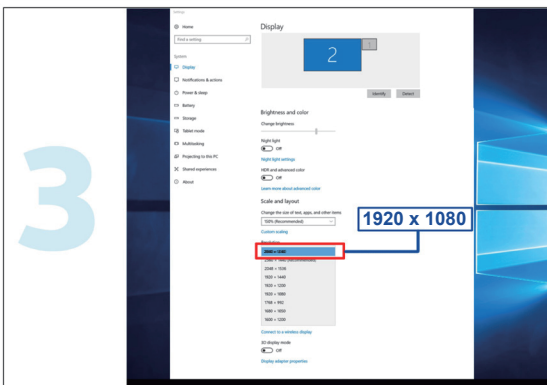 3
Settings
Home
Find a setting
System
Display
Notifications & actions
Power & sleep
Battery
Storage
Tablet mode
Multitasking
Projecting to this PC
Shared experiences
About
Display
2
1
Identify
Detect
Brightness and color
Change brightness
Night light
Off
Night light settings
HDR and advanced color
Off
Learn more about advanced color
Scale and layout
Change the size of text, apps, and other items
100% (Recommended)
Custom scaling
Resolution
1920 x 1080
2048 × 1536
1920 × 1440
1920 × 1200
1920 × 1080
1680 × 1050
1600 × 1200
Connect to a wireless display
3D display mode
Off
Display adapter properties